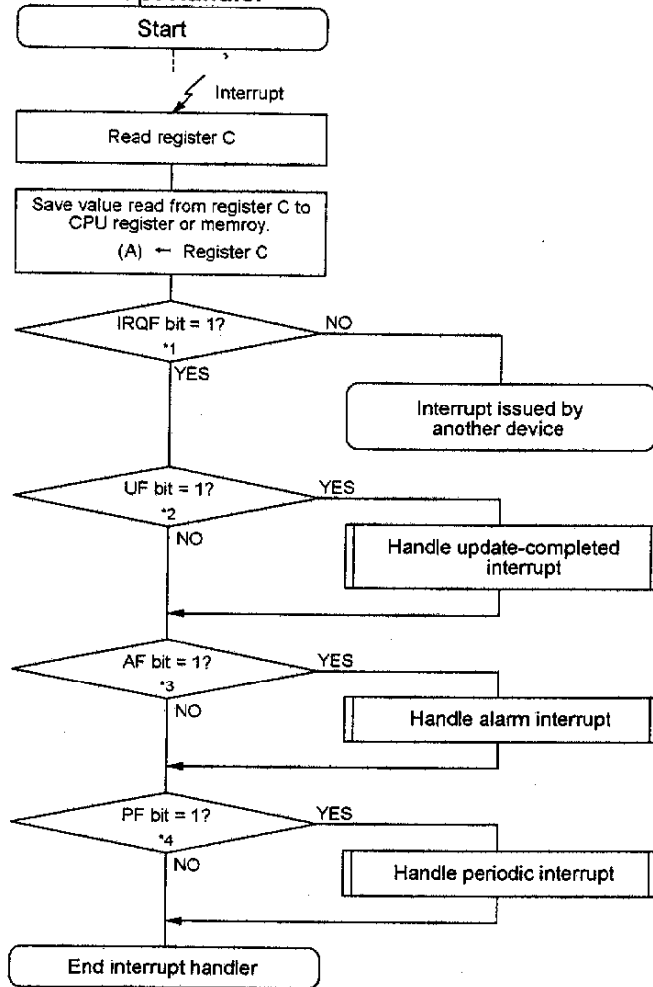 Start
Interrupt
Read register C
Save value read from register C to
CPU register or memroy.
(A) ← Register C
IRQF bit = 1?
*1
NO
YES
Interrupt issued by
another device
UF bit = 1?
*2
YES
NO
Handle update-completed
interrupt
AF bit = 1?
*3
YES
NO
Handle alarm interrupt
PF bit = 1?
*4
YES
NO
Handle periodic interrupt
End interrupt handler